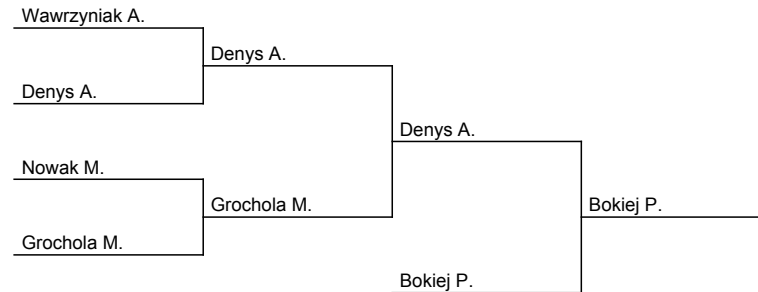 Wawrzyniak A.
Denys A.
Denys A.
Denys A.
Nowak M.
Grochola M.
Bokiej P.
Grochola M.
Bokiej P.